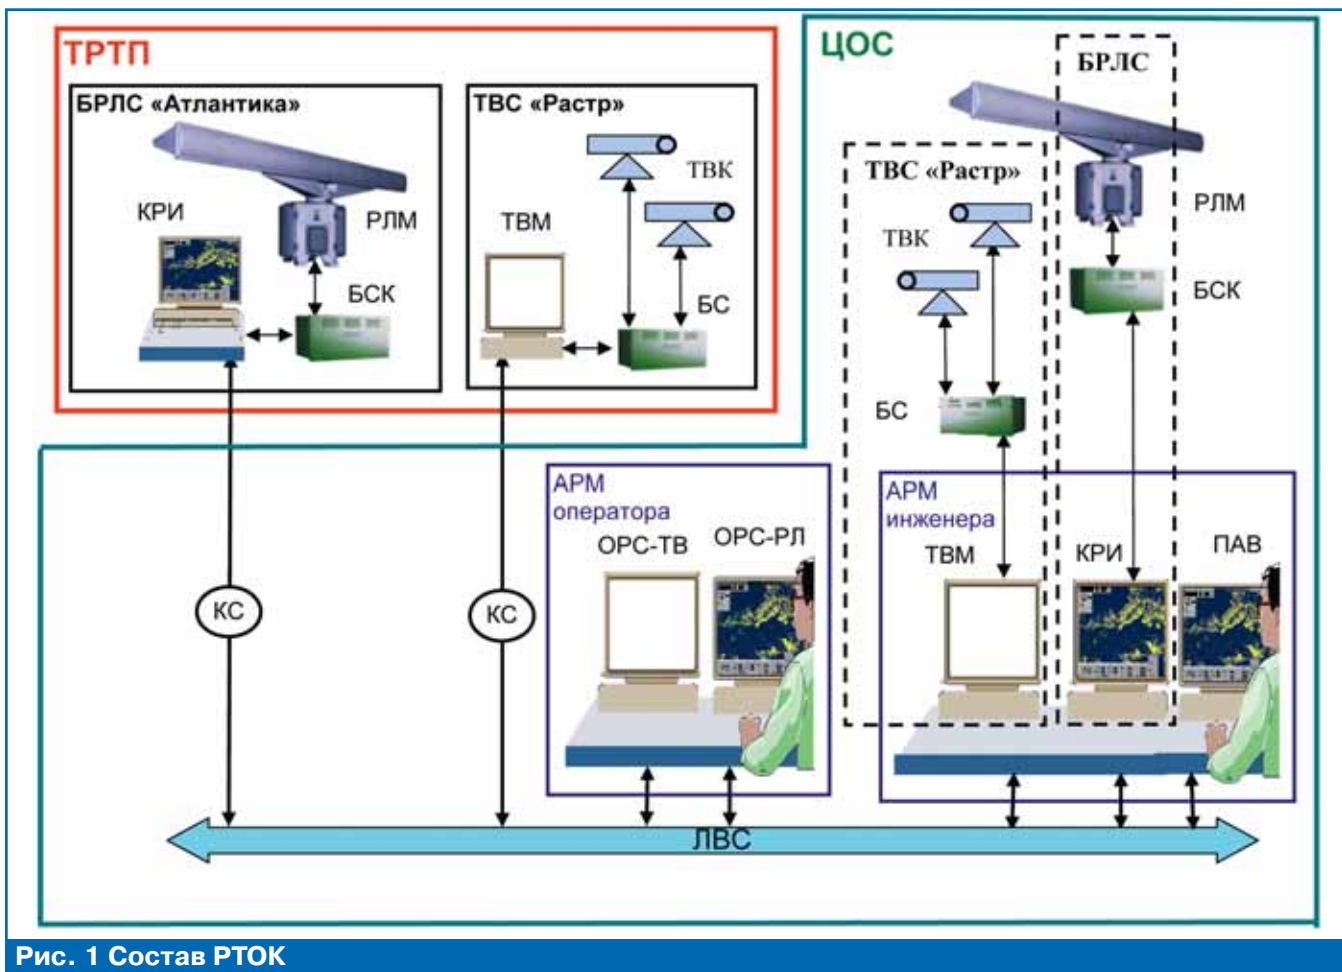 ТРТП
БРЛС «Атлантика»
КРИ
РЛМ
БСК
ТВС «Растр»
ТВК
ТВМ
БС
ЦОС
БРЛС
ТВС «Растр»
РЛМ
ТВК
БСК
БС
АРМ
оператора
ОРС-ТВ
ОРС-РЛ
АРМ
инженера
ТВМ
КРИ
ПАВ
КС
КС
ЛВС
Рис. 1 Состав РТОК